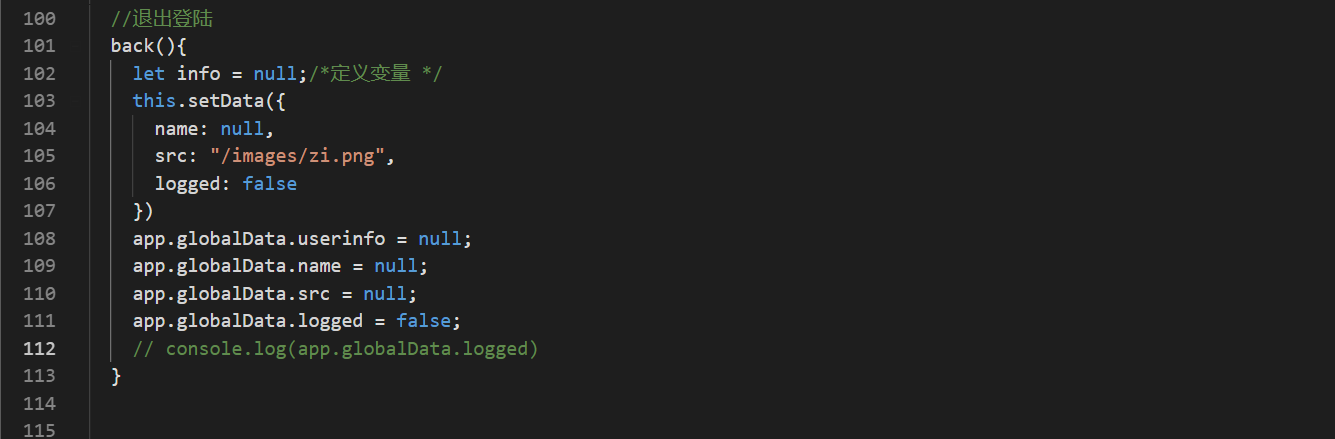 100 //退出登陆
101 back(){
102 let info = null;/*定义变量 */
103 this.setData({
104 name: null,
105 src: "/images/zi.png",
106 logged: false
107 })
108 app.globalData.userinfo = null;
109 app.globalData.name = null;
110 app.globalData.src = null;
111 app.globalData.logged = false;
112 // console.log(app.globalData.logged)
113 }
114
115